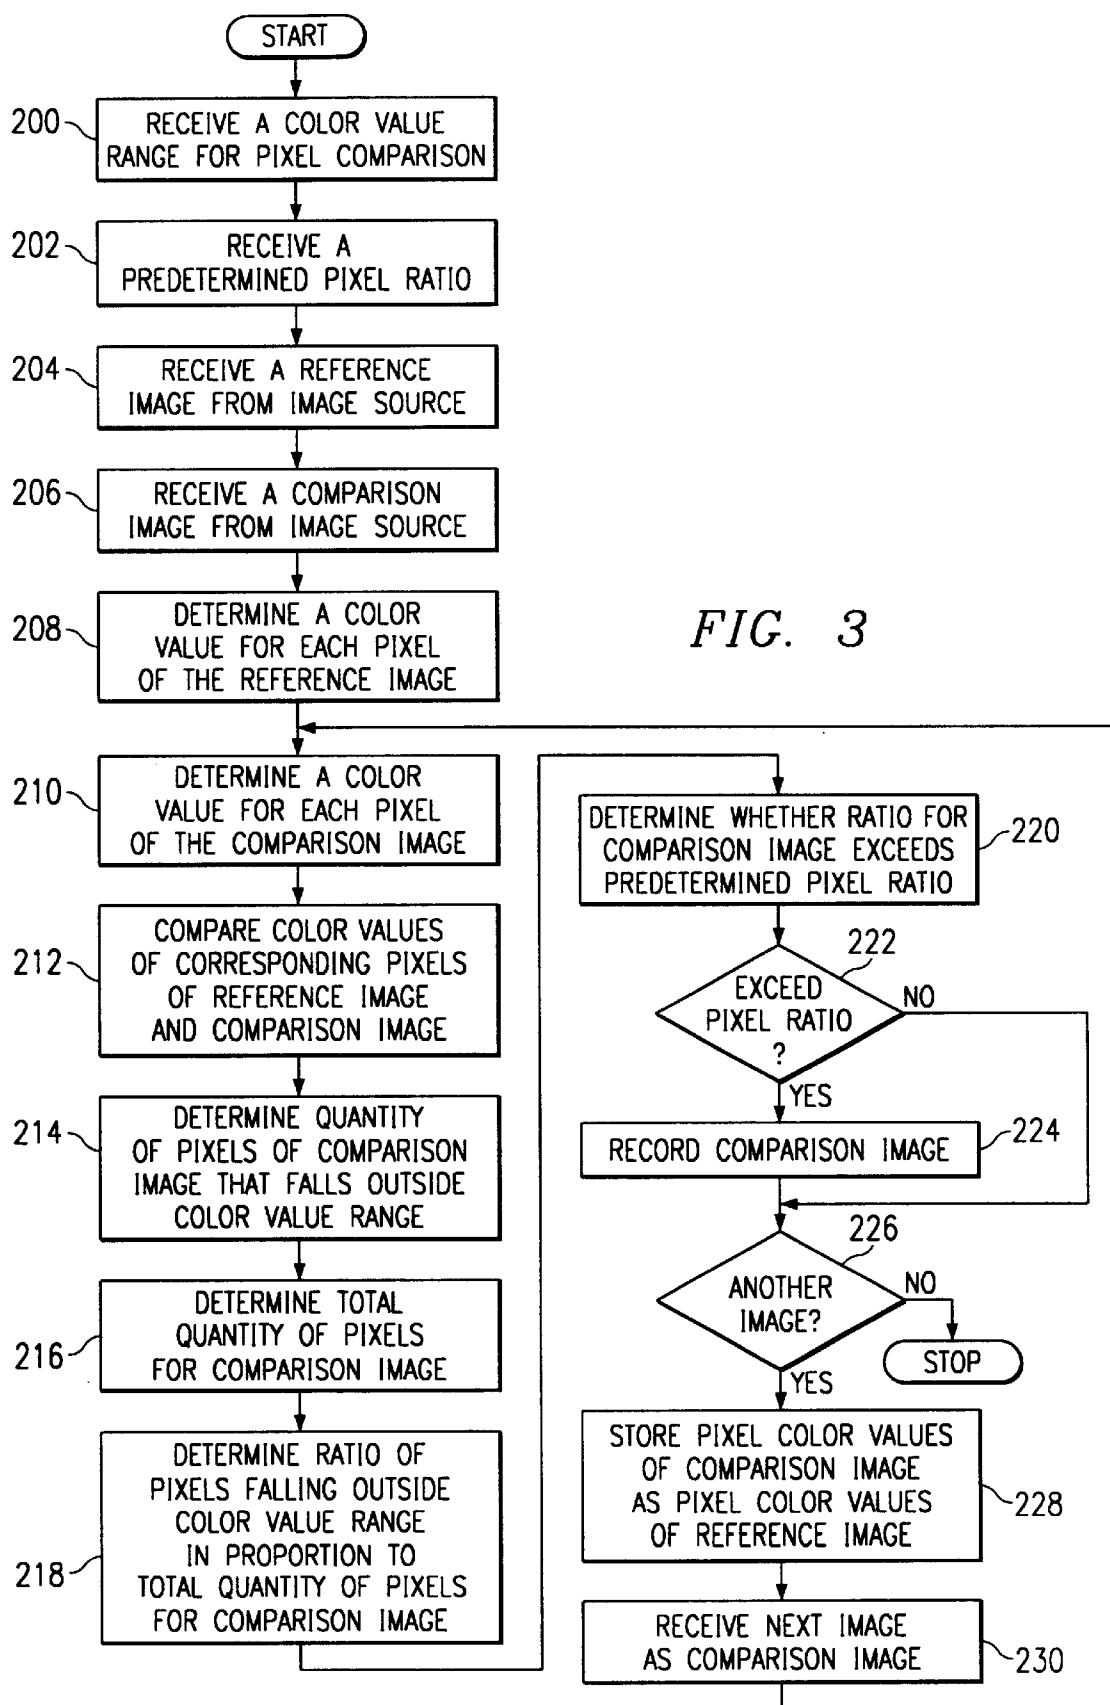 START
200
RECEIVE A COLOR VALUE
RANGE FOR PIXEL COMPARISON
202
RECEIVE A
PREDETERMINED PIXEL RATIO
204
RECEIVE A REFERENCE
IMAGE FROM IMAGE SOURCE
206
RECEIVE A COMPARISON
IMAGE FROM IMAGE SOURCE
208
DETERMINE A COLOR
VALUE FOR EACH PIXEL
OF THE REFERENCE IMAGE
FIG. 3
210
DETERMINE A COLOR
VALUE FOR EACH PIXEL
OF THE COMPARISON IMAGE
212
COMPARE COLOR VALUES
OF CORRESPONDING PIXELS
OF REFERENCE IMAGE
AND COMPARISON IMAGE
214
DETERMINE QUANTITY
OF PIXELS OF COMPARISON
IMAGE THAT FALLS OUTSIDE
COLOR VALUE RANGE
216
DETERMINE TOTAL
QUANTITY OF PIXELS
FOR COMPARISON IMAGE
218
DETERMINE RATIO OF
PIXELS FALLING OUTSIDE
COLOR VALUE RANGE
IN PROPORTION TO
TOTAL QUANTITY OF PIXELS
FOR COMPARISON IMAGE
DETERMINE WHETHER RATIO FOR
COMPARISON IMAGE EXCEEDS
PREDETERMINED PIXEL RATIO
220
222
EXCEED
PIXEL RATIO
?
NO
YES
RECORD COMPARISON IMAGE
224
226
ANOTHER
IMAGE?
NO
STOP
YES
STORE PIXEL COLOR VALUES
OF COMPARISON IMAGE
AS PIXEL COLOR VALUES
OF REFERENCE IMAGE
228
RECEIVE NEXT IMAGE
AS COMPARISON IMAGE
230